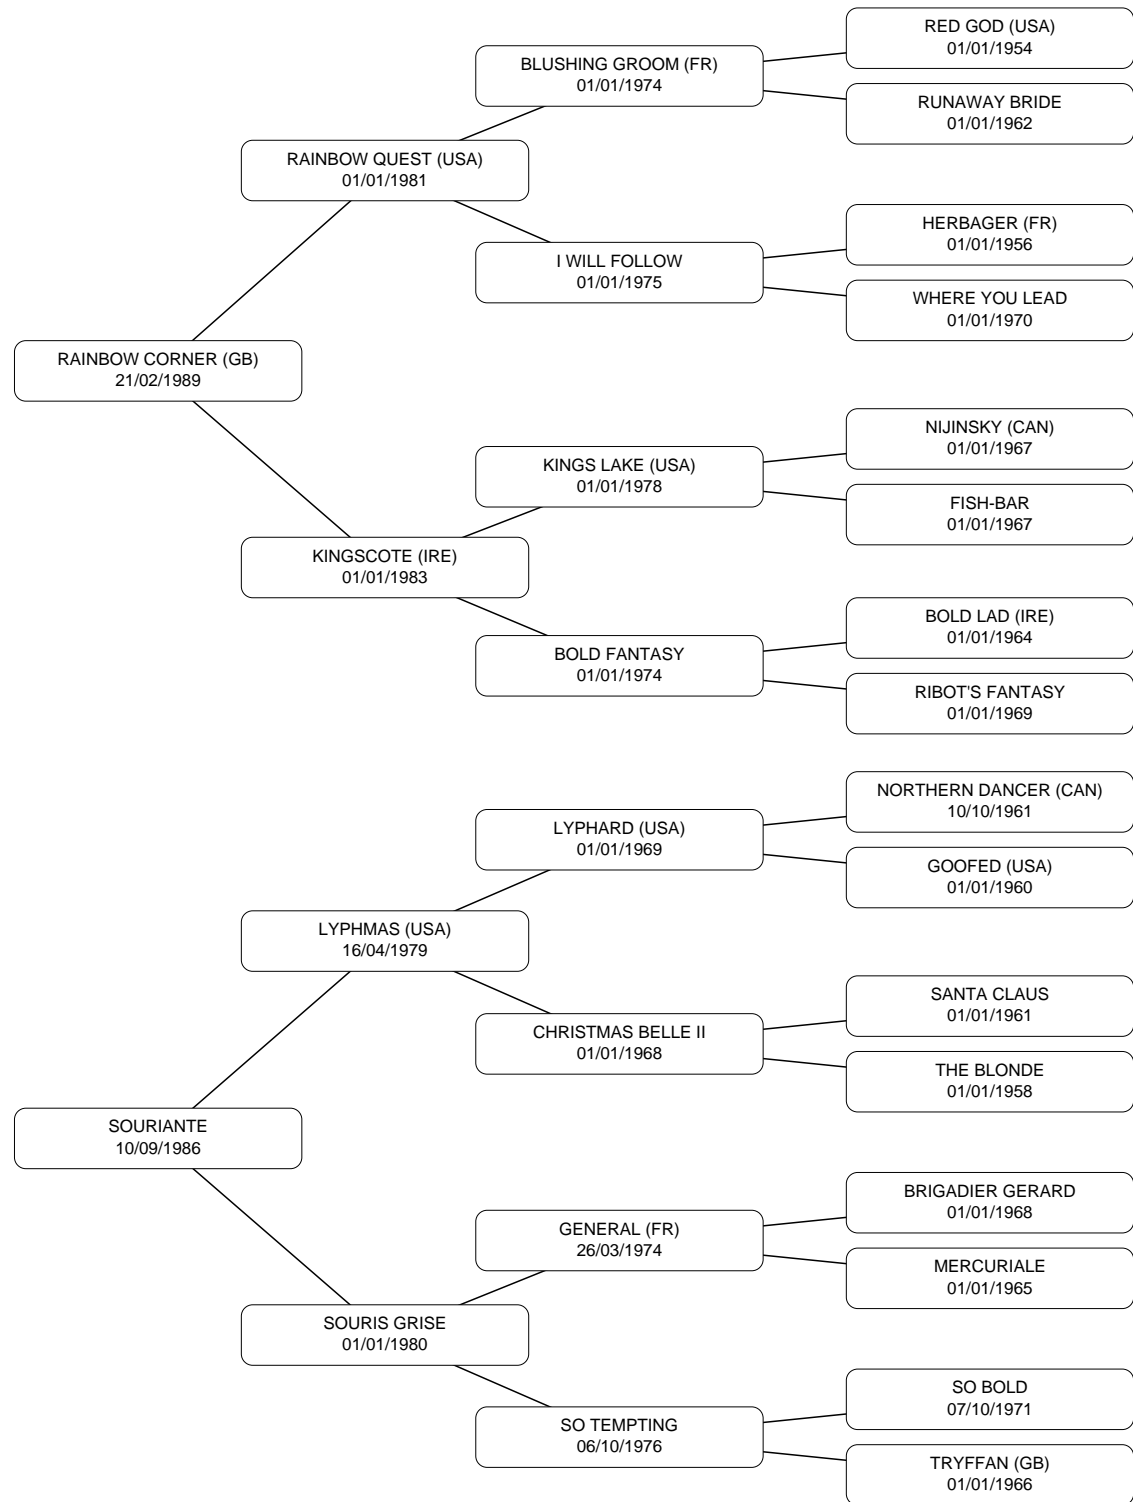 RED GOD (USA)
01/01/1954
BLUSHING GROOM (FR)
01/01/1974
RUNAWAY BRIDE
01/01/1962
RAINBOW QUEST (USA)
01/01/1981
HERBAGER (FR)
01/01/1956
I WILL FOLLOW
01/01/1975
WHERE YOU LEAD
01/01/1970
RAINBOW CORNER (GB)
21/02/1989
NIJINSKY (CAN)
01/01/1967
KINGS LAKE (USA)
01/01/1978
FISH-BAR
01/01/1967
KINGSCOTE (IRE)
01/01/1983
BOLD LAD (IRE)
01/01/1964
BOLD FANTASY
01/01/1974
RIBOT'S FANTASY
01/01/1969
NORTHERN DANCER (CAN)
10/10/1961
LYPHARD (USA)
01/01/1969
GOOFED (USA)
01/01/1960
LYPHMAS (USA)
16/04/1979
SANTA CLAUS
01/01/1961
CHRISTMAS BELLE II
01/01/1968
THE BLONDE
01/01/1958
SOURIANTE
10/09/1986
BRIGADIER GERARD
01/01/1968
GENERAL (FR)
26/03/1974
MERCURIALE
01/01/1965
SOURIS GRISE
01/01/1980
SO BOLD
07/10/1971
SO TEMPTING
06/10/1976
TRYFFAN (GB)
01/01/1966